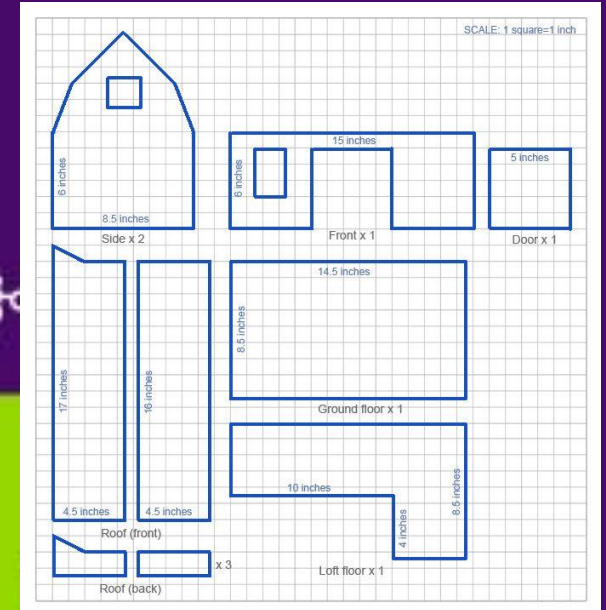 SCALE: 1 square=1 inch
6 inches
8.5 inches
Side x 2
15 inches
6 inches
Front x 1
5 inches
Door x 1
17 inches
4.5 inches
16 inches
4.5 inches
Roof (front)
14.5 inches
8.5 inches
Ground floor x 1
10 inches
4 inches
8.5 inches
Loft floor x 1
x 3
Roof (back)